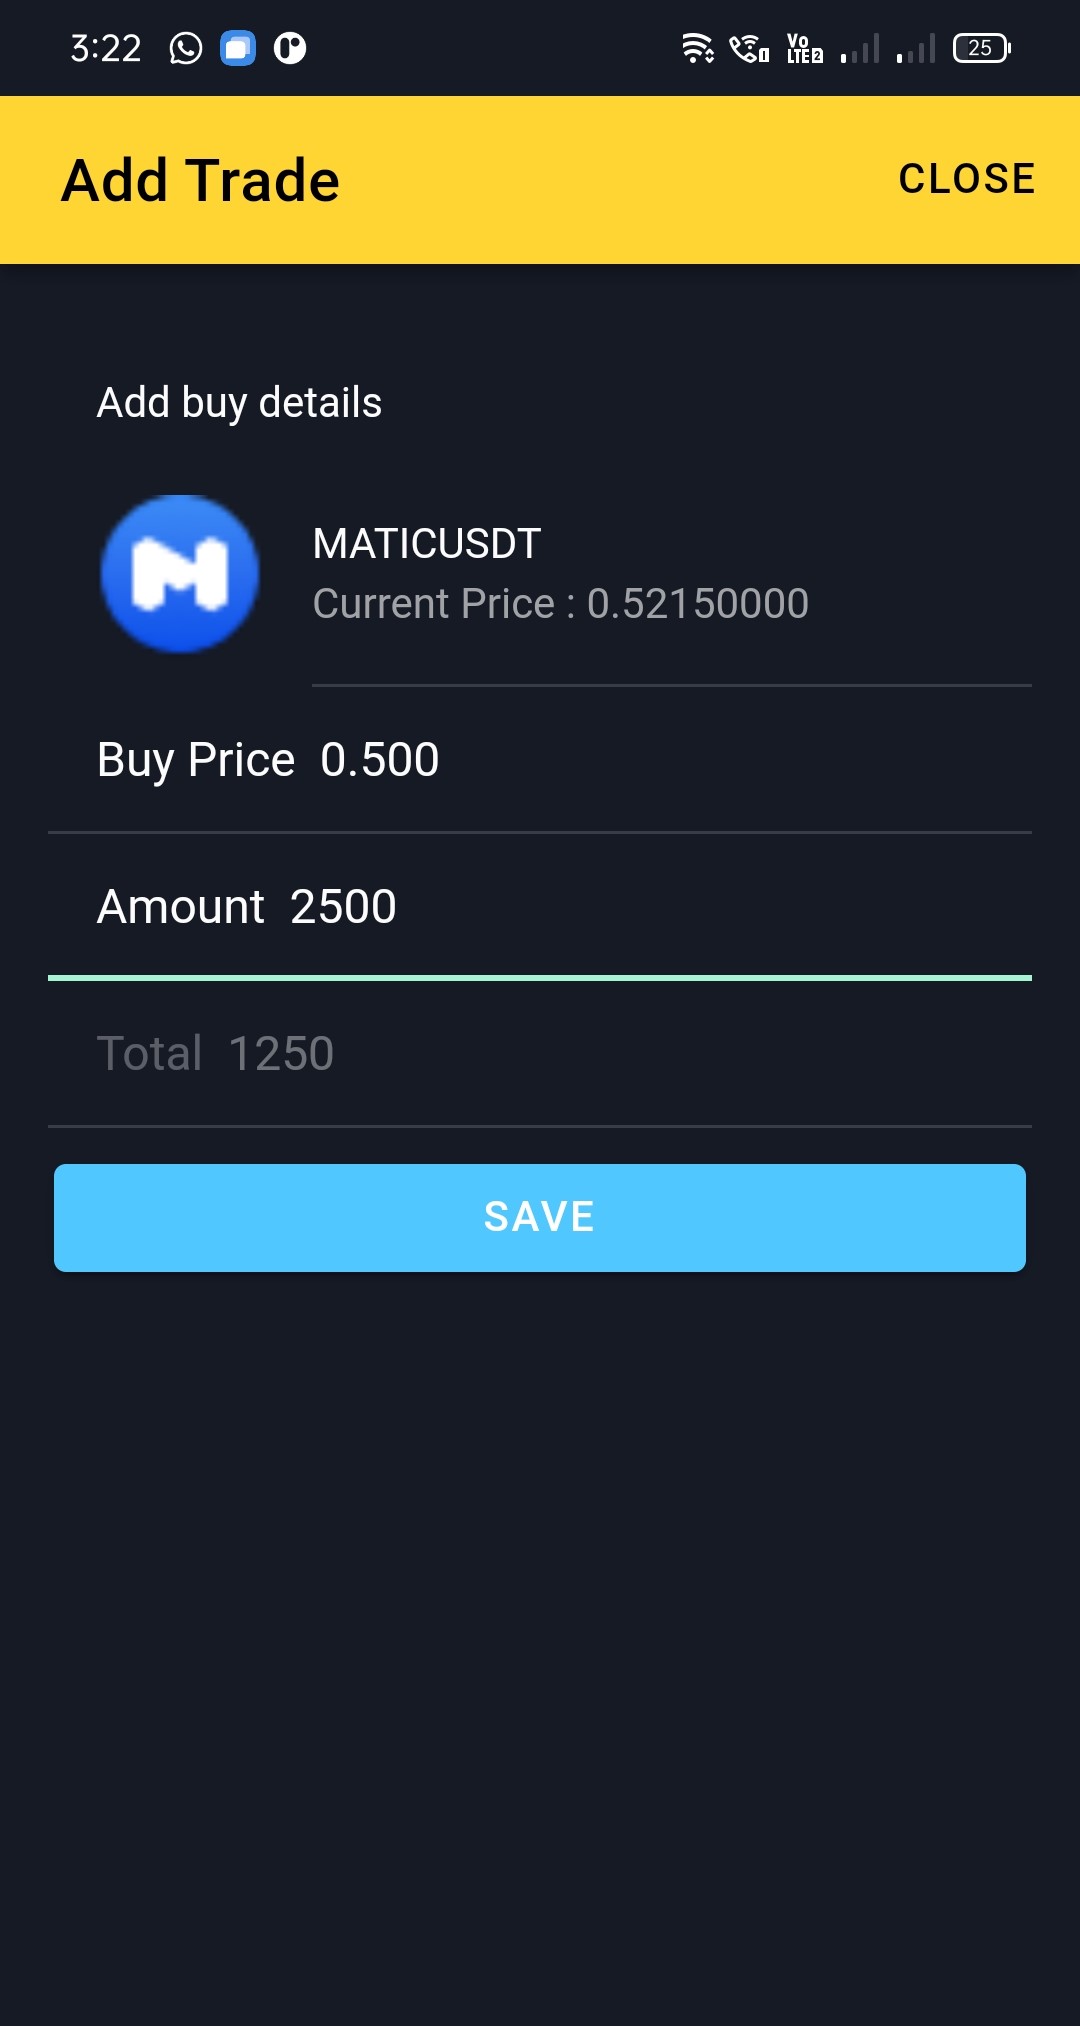 3:22
Vo
LTE2
25
Add Trade
CLOSE
Add buy details
MATICUSDT
Current Price : 0.52150000
Buy Price 0.500
Amount 2500
Total 1250
SAVE